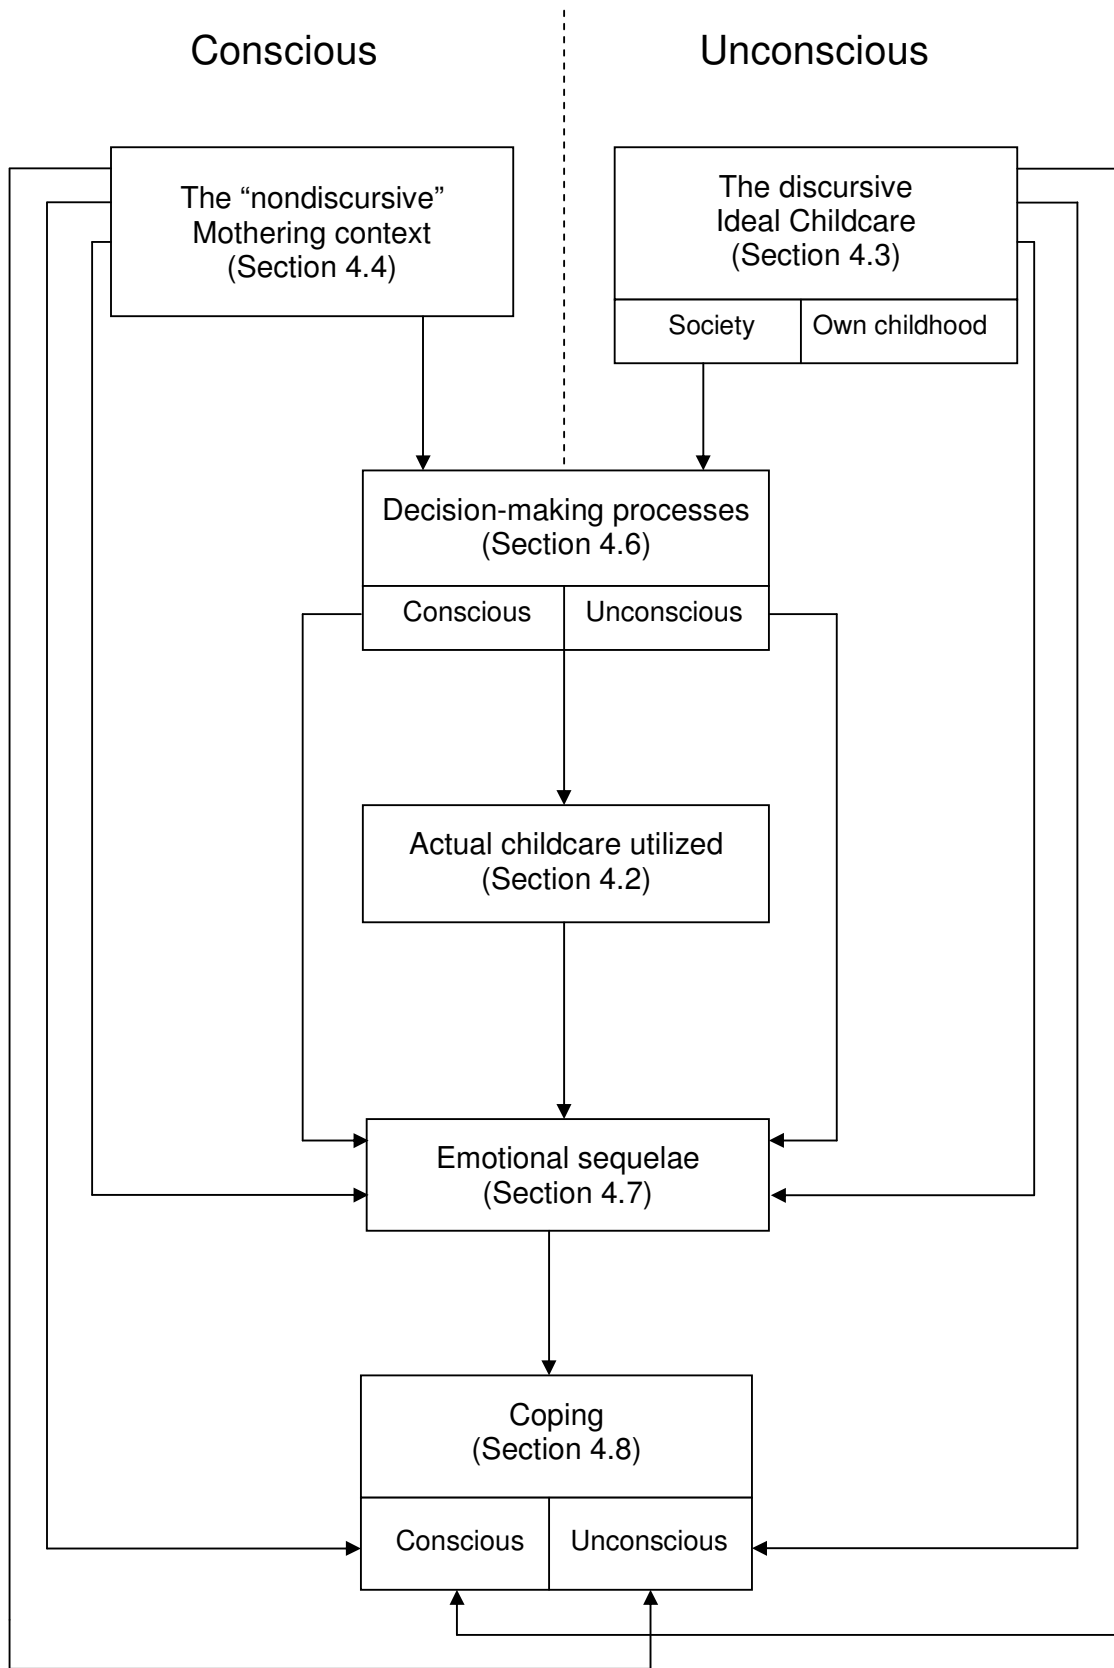 Conscious
Unconscious
The “nondiscursive”
Mothering context
(Section 4.4)
The discursive
Ideal Childcare
(Section 4.3)
Society
Own childhood
Decision-making processes
(Section 4.6)
Conscious
Unconscious
Actual childcare utilized
(Section 4.2)
Emotional sequelae
(Section 4.7)
Coping
(Section 4.8)
Conscious
Unconscious